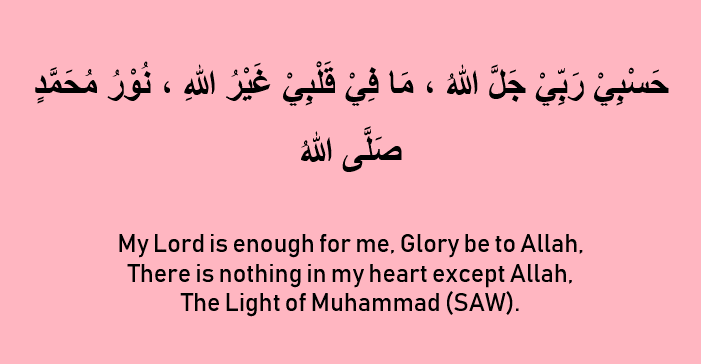 حَسْبِيْ رَبِّيْ جَلَّ اللهُ ، مَا فِيْ قَلْبِيْ غَيْرُ اللهِ ، نُوْرُ مُحَمَّدٍ
صَلَّى اللهُ
My Lord is enough for me, Glory be to Allah,
There is nothing in my heart except Allah,
The Light of Muhammad (SAW).